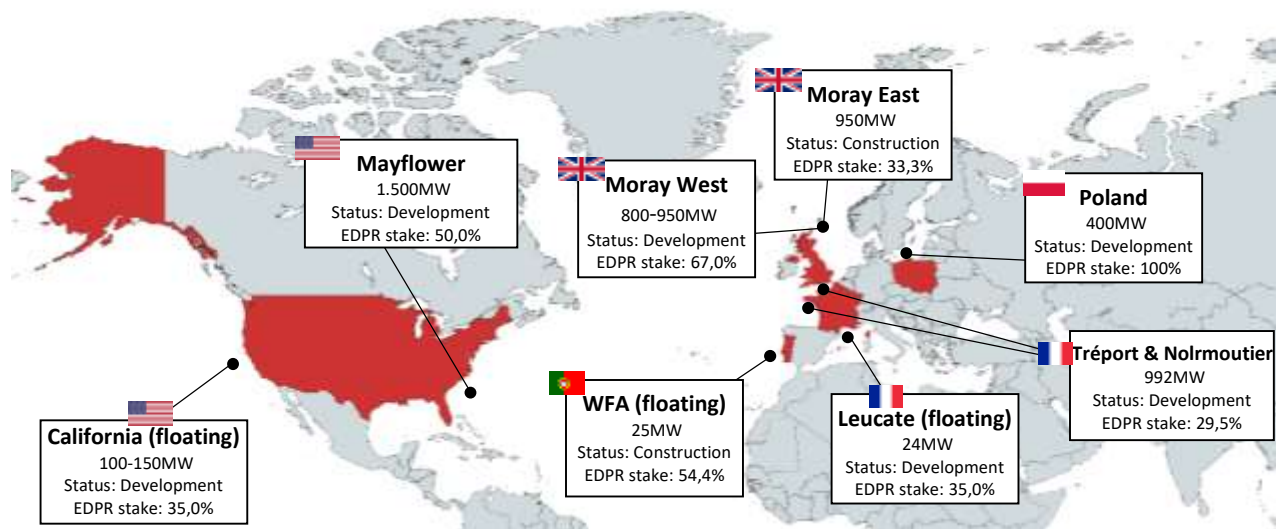 Moray East
950MW
Status: Construction
EDPR stake: 33,3%
Mayflower
1.500MW
Status: Development
EDPR stake: 50,0%
Moray West
800-950MW
Status: Development
EDPR stake: 67,0%
Poland
400MW
Status: Development
EDPR stake: 100%
Tréport & Nolrmoutier
992MW
Status: Development
EDPR stake: 29,5%
WFA (floating)
25MW
Status: Construction
EDPR stake: 54,4%
Leucate (floating)
24MW
Status: Development
EDPR stake: 35,0%
California (floating)
100-150MW
Status: Development
EDPR stake: 35,0%